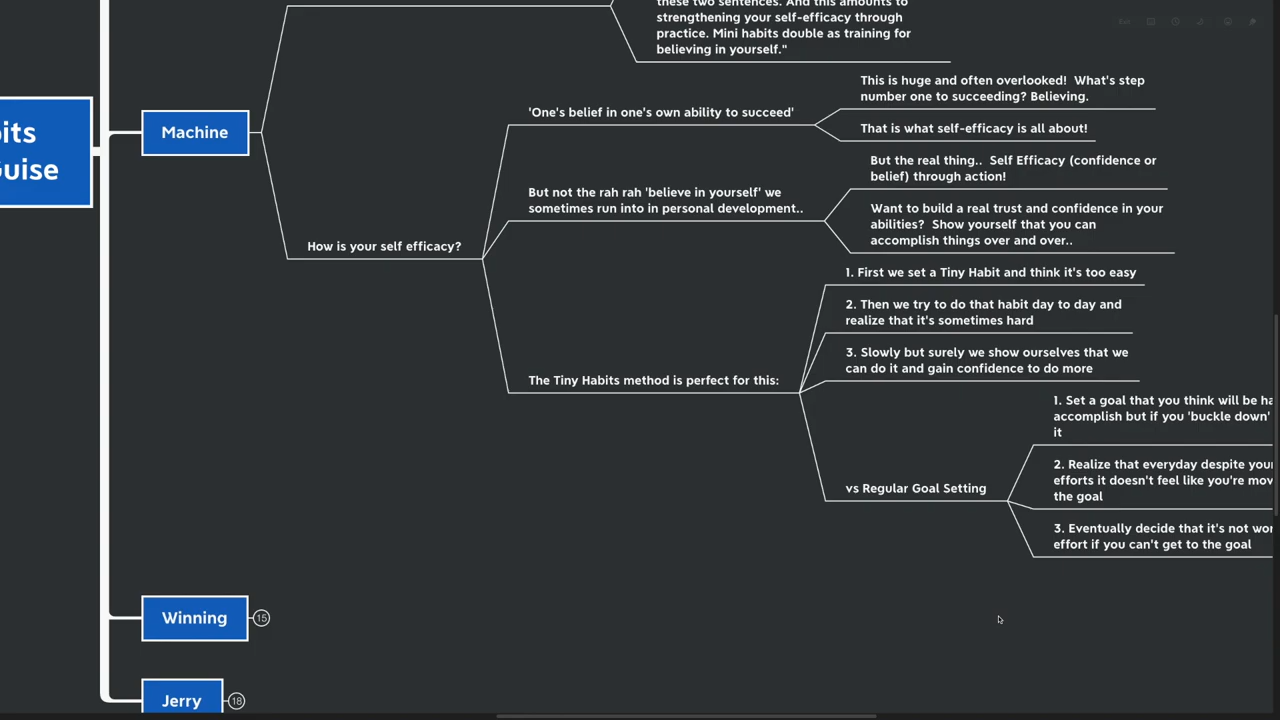 these two sentences. And this amounts to
strengthening your self-efficacy through
practice. Mini habits double as training for
believing in yourself."
This is huge and often overlooked!  What's step
number one to succeeding? Believing.
'One's belief in one's own ability to succeed'
That is what self-efficacy is all about!
Machine
But the real thing..  Self Efficacy (confidence or
belief) through action!
But not the rah rah 'believe in yourself' we
sometimes run into in personal development..
Want to build a real trust and confidence in your
abilities?  Show yourself that you can
accomplish things over and over..
How is your self efficacy?
1. First we set a Tiny Habit and think it's too easy
2. Then we try to do that habit day to day and
realize that it's sometimes hard
3. Slowly but surely we show ourselves that we
can do it and gain confidence to do more
The Tiny Habits method is perfect for this:
1. Set a goal that you think will be ha
accomplish but if you 'buckle down'
it
vs Regular Goal Setting
2. Realize that everyday despite your
efforts it doesn't feel like you're mov
the goal
3. Eventually decide that it's not wor
effort if you can't get to the goal
Winning
15
Jerry
18